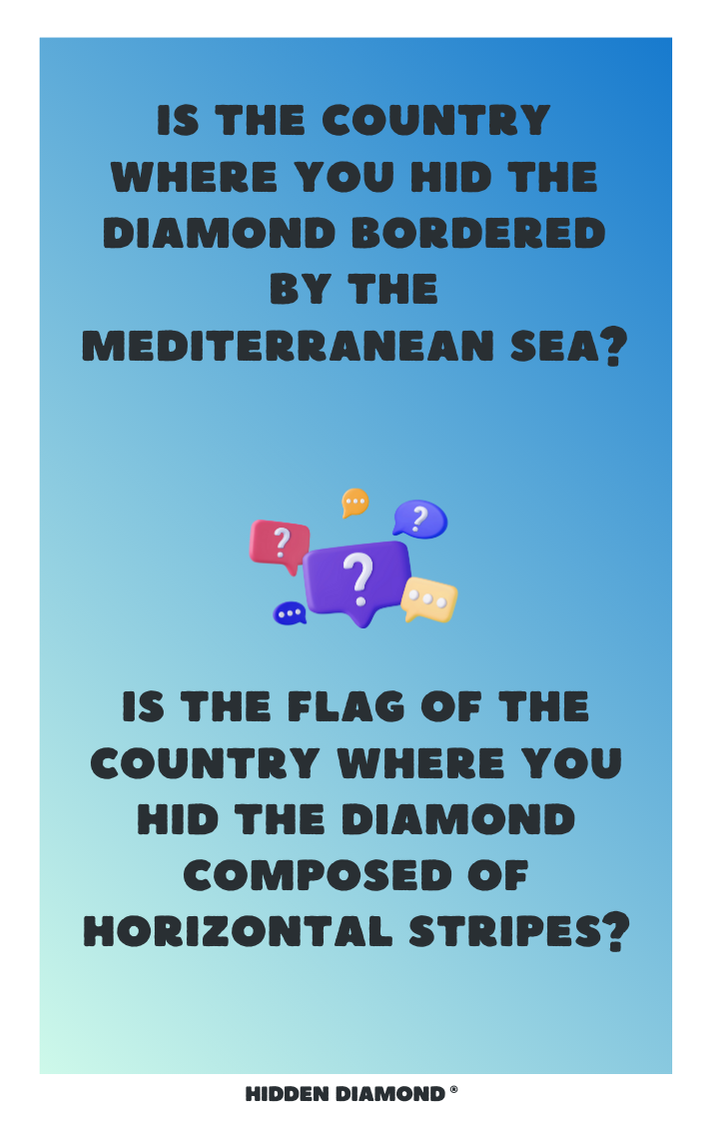 IS THE COUNTRY
WHERE YOU HID THE
DIAMOND BORDERED
BY THE
MEDITERRANEAN SEA?
?
?
?
IS THE FLAG OF THE
COUNTRY WHERE YOU
HID THE DIAMOND
COMPOSED OF
HORIZONTAL STRIPES?
HIDDEN DIAMOND ®